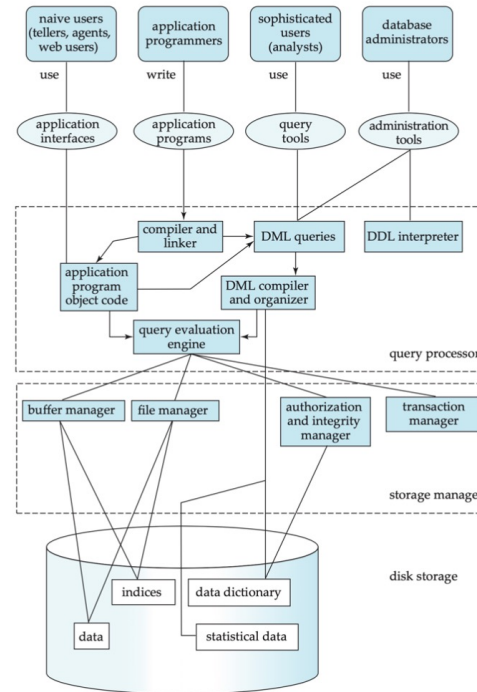 naive users
(tellers, agents,
web users)
application
programmers
sophisticated
users
(analysts)
database
administrators
use
write
use
use
application
interfaces
application
programs
query
tools
administration
tools
compiler and
linker
DML queries
DDL interpreter
application
program
object code
DML compiler
and organizer
query evaluation
engine
query processor
buffer manager
file manager
authorization
and integrity
manager
transaction
manager
storage manage
disk storage
indices
data dictionary
data
statistical data